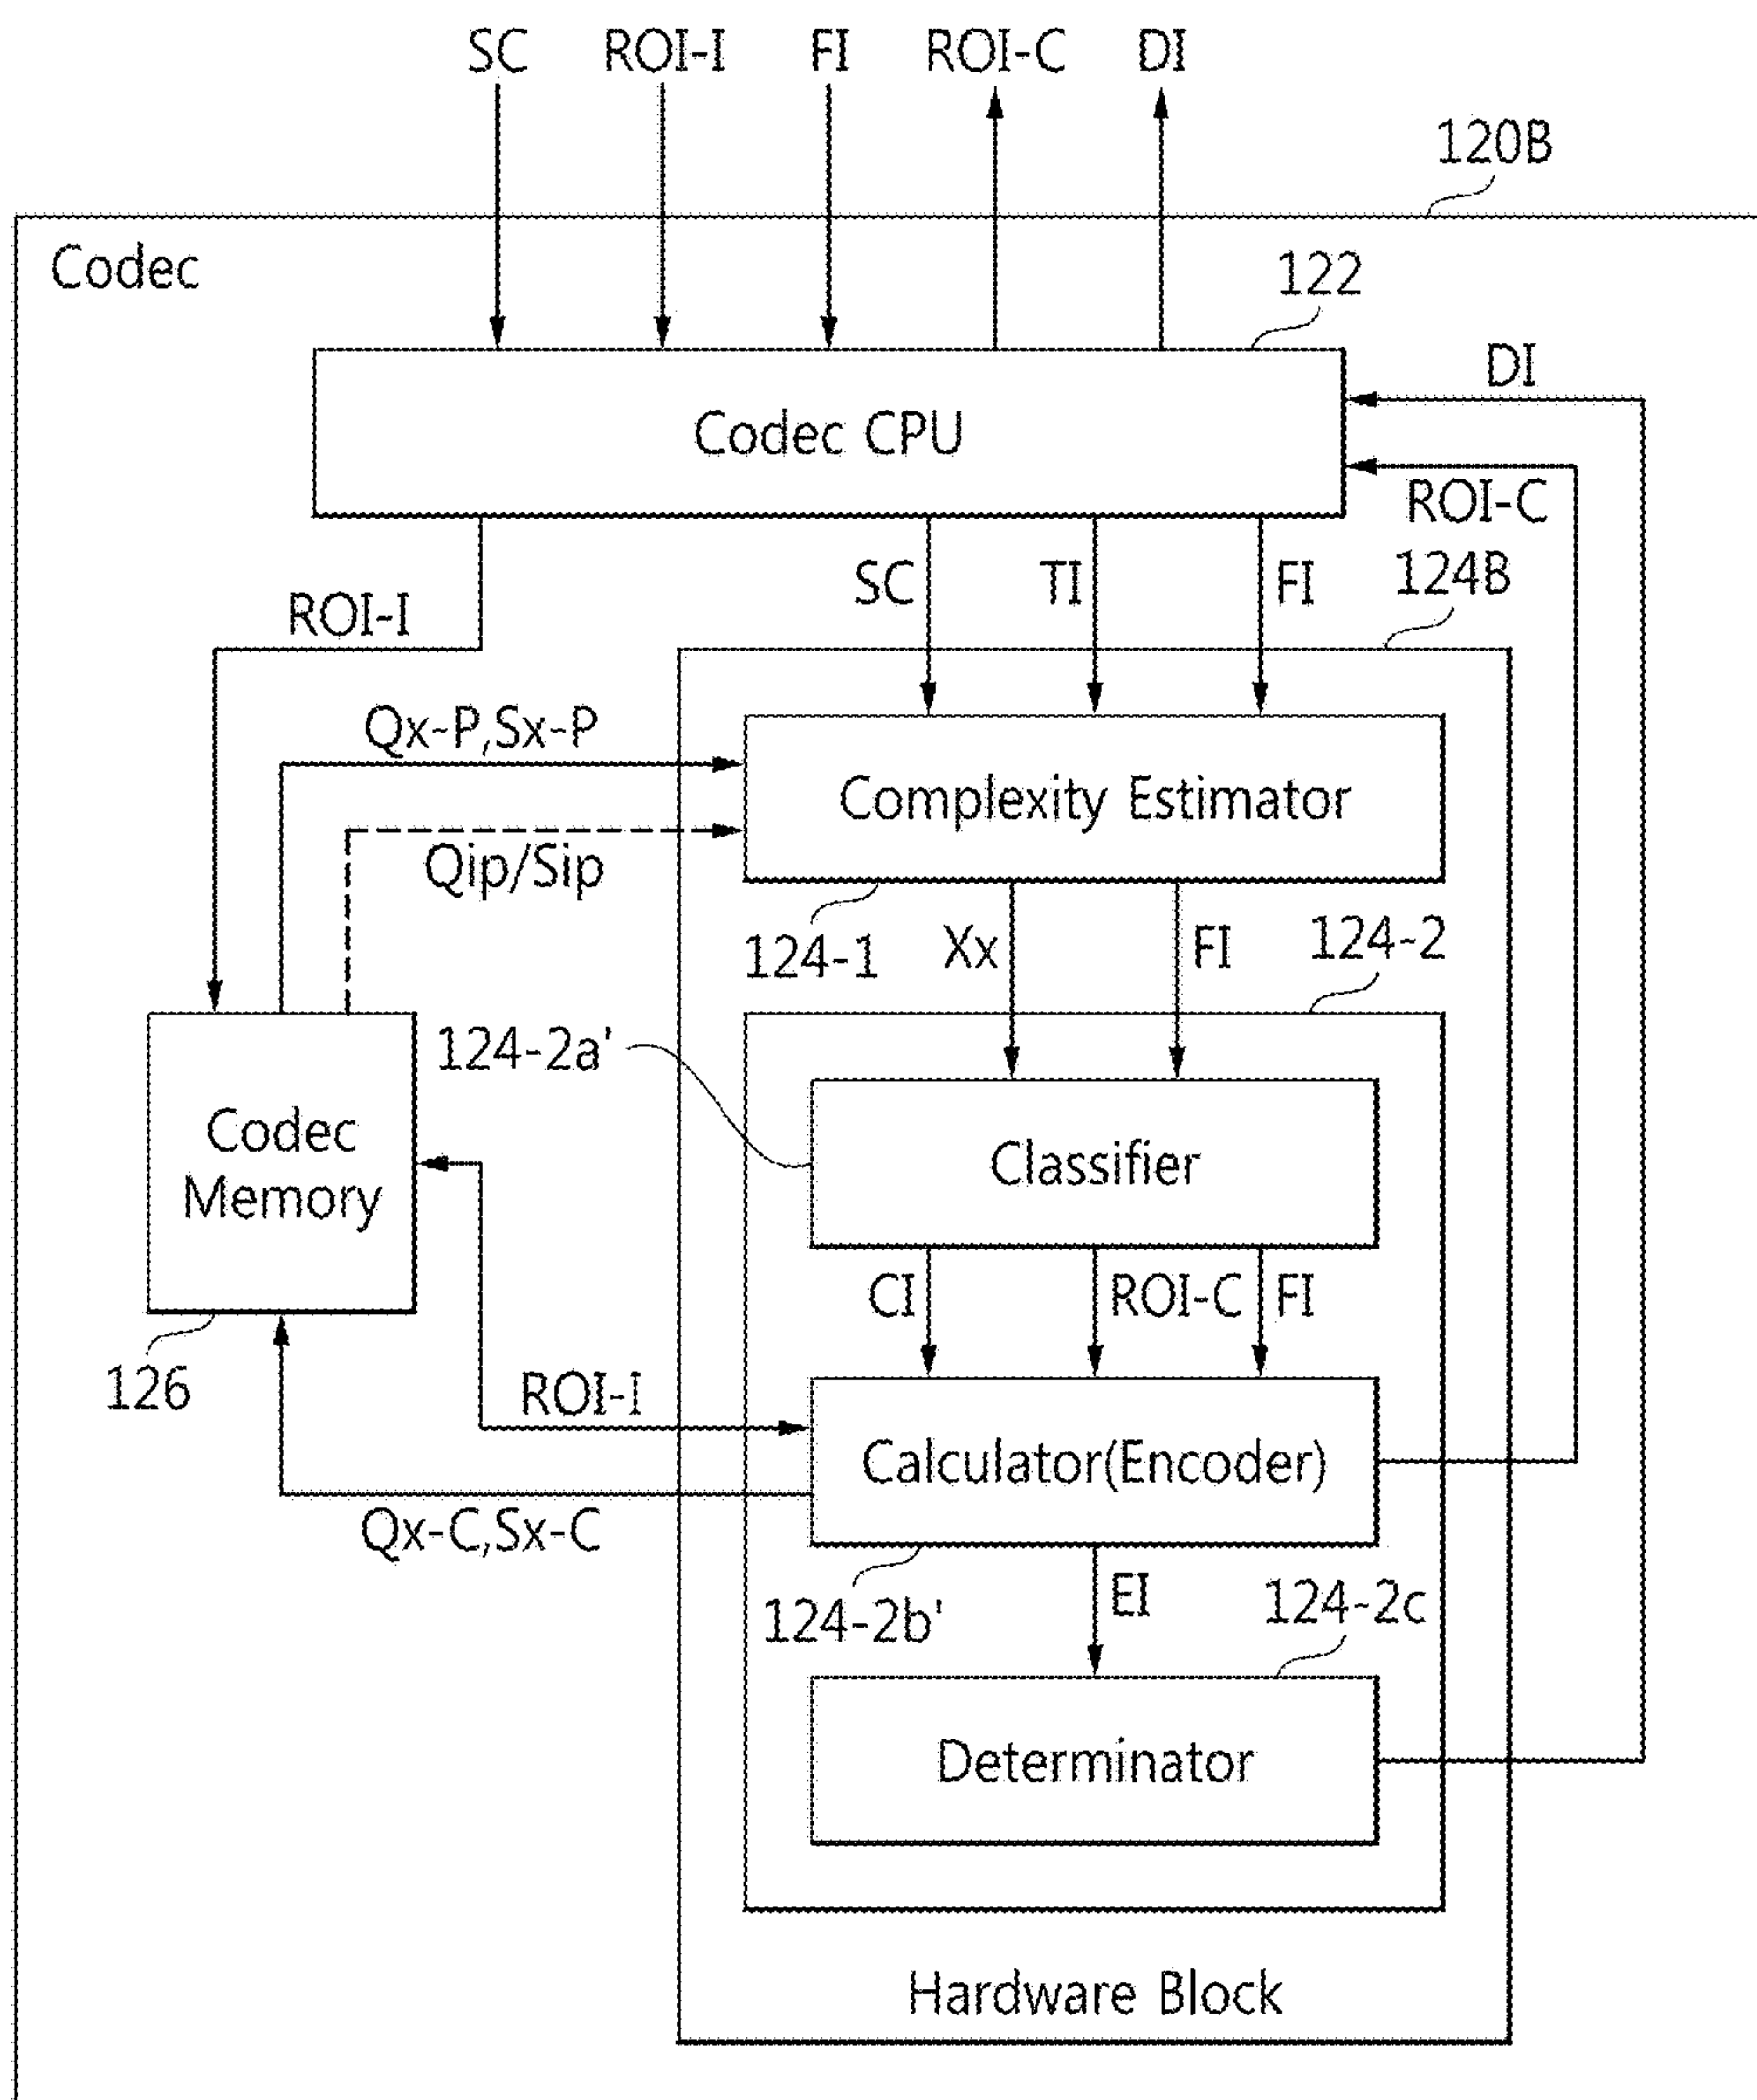 SC ROI-I FI ROI-C DI
120B
Codec
122
DI
Codec CPU
ROI-C
SC TI FI 124B
ROI-I
Qx-P,Sx-P
Complexity Estimator
Qip/Sip
124-1 Xx FI 124-2
124-2a'
Codec
Memory
Classifier
CI ROI-C FI
126
ROI-I
Calculator(Encoder)
Qx-C,Sx-C
124-2b' EI 124-2c
Determinator
Hardware Block